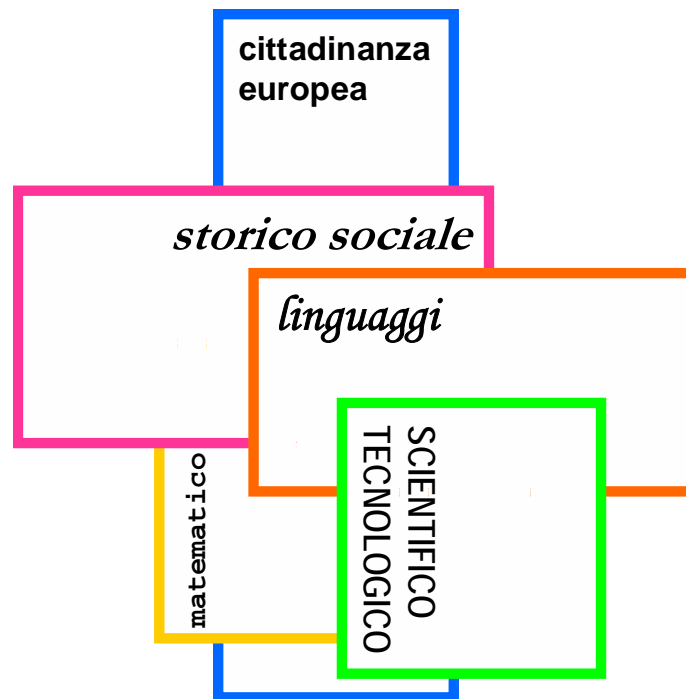 cittadinanza
europea
storico sociale
linguaggi
SCIENTIFICO
TECNOLOGICO
matematico